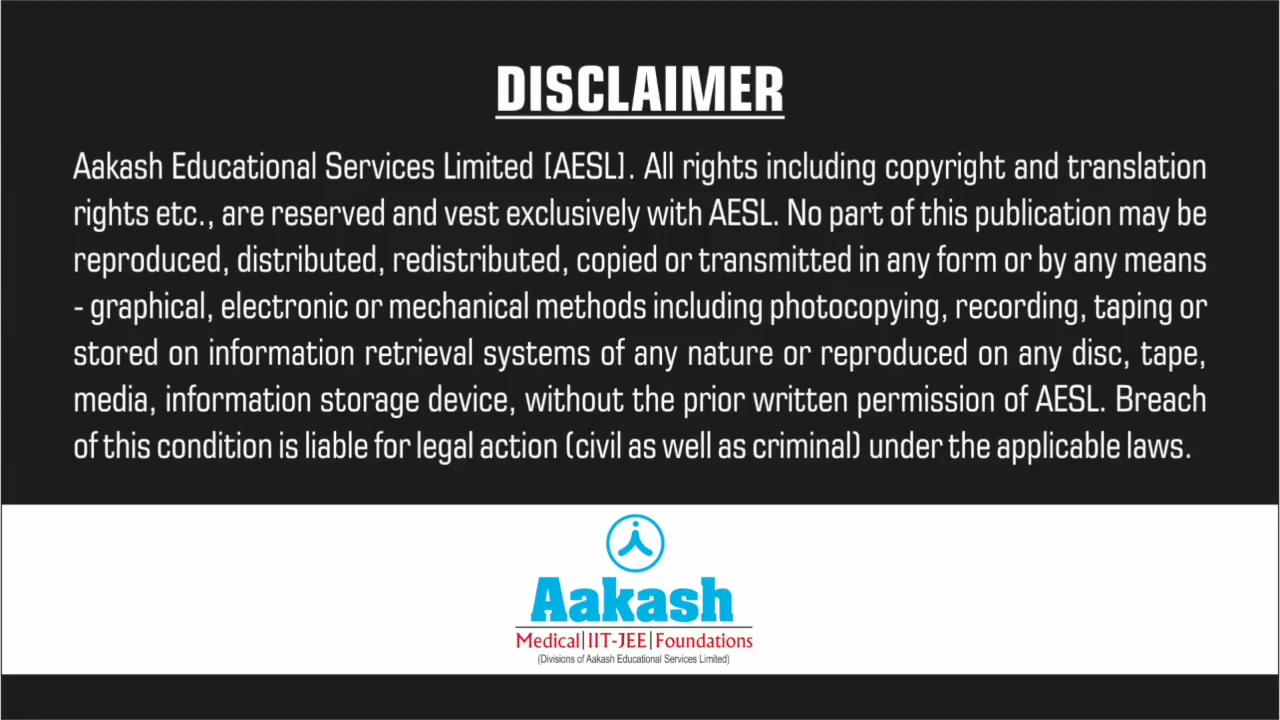 DISCLAIMER
Aakash Educational Services Limited [AESL]. All rights including copyright and translation
rights etc., are reserved and vest exclusively with AESL. No part of this publication may be
reproduced, distributed, redistributed, copied or transmitted in any form or by any means
- graphical, electronic or mechanical methods including photocopying, recording, taping or
stored on information retrieval systems of any nature or reproduced on any disc, tape,
media, information storage device, without the prior written permission of AESL. Breach
of this condition is liable for legal action (civil as well as criminal) under the applicable laws.
Aakash
Medical|IIT-JEE|Foundations
(Divisions of Aakash Educational Services Limited)